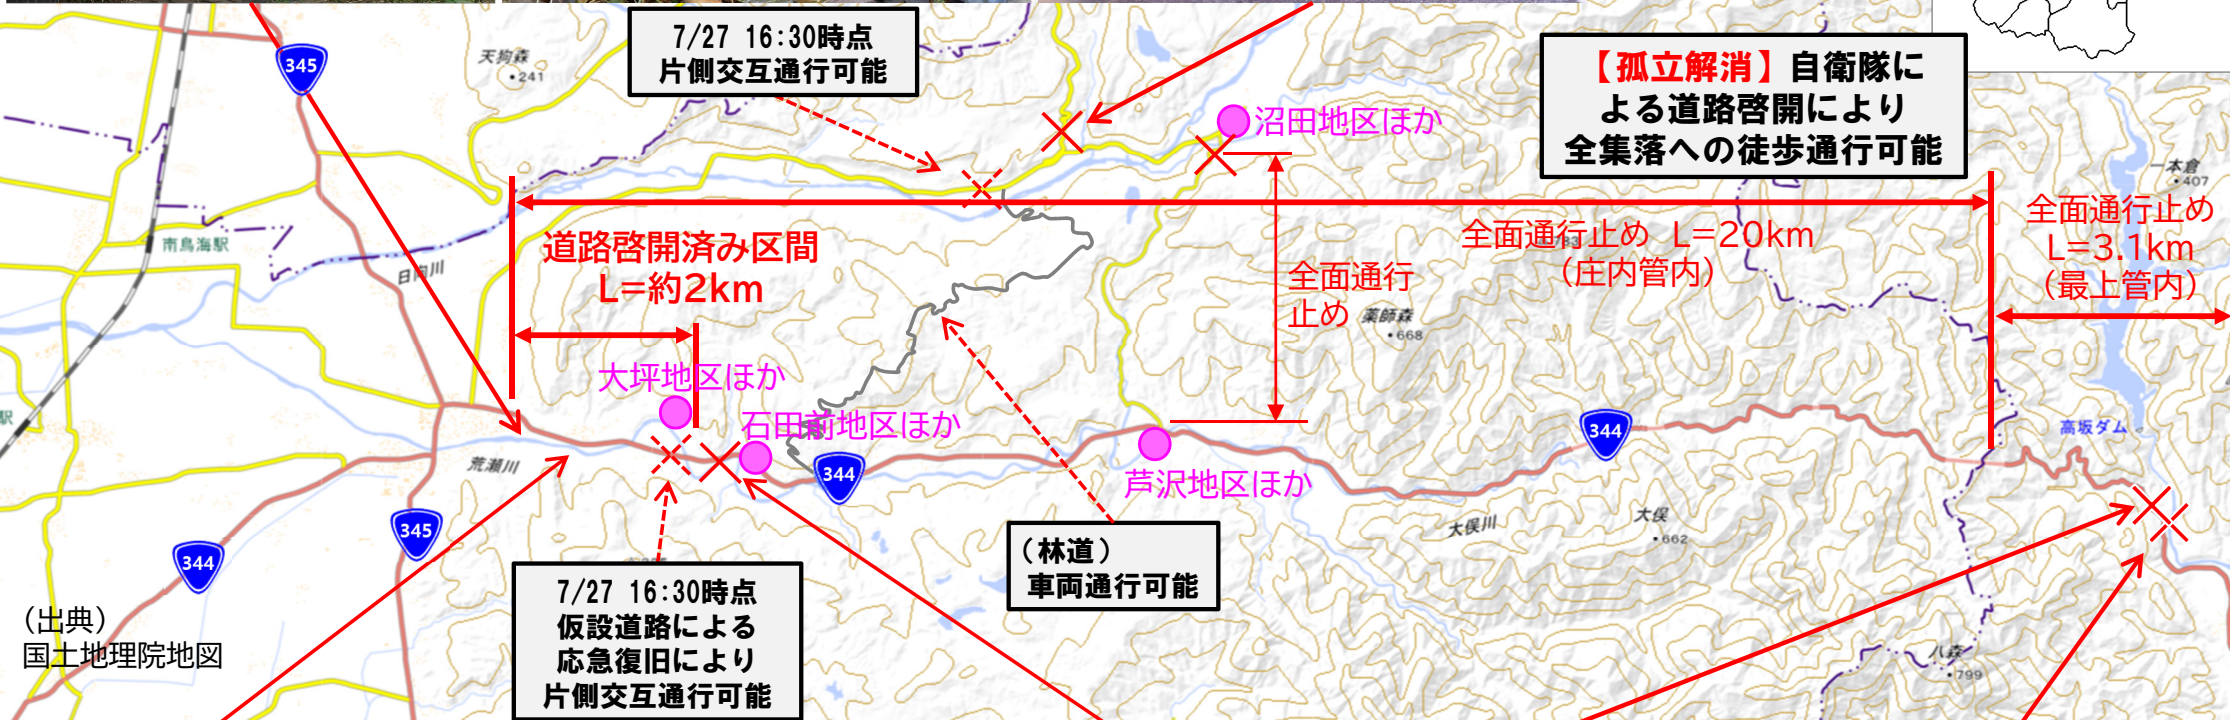 7/27 16:30時点
片側交互通行可能
【孤立解消】自衛隊に
よる道路啓開により
全集落への徒歩通行可能
345
天狗森
・241
沼田地区ほか
一本倉
・407
全面通行止め
L=3.1km
（最上管内）
全面通行止め L=20km
（庄内管内）
道路啓開済み区間
L=約2km
南鳥海駅
日向川
全面通行
止め
薬師森
・668
大坪地区ほか
石田前地区ほか
344
344
高坂ダム
荒瀬川
芦沢地区ほか
345
344
大俣川
大俣
・662
（林道）
車両通行可能
7/27 16:30時点
仮設道路による
応急復旧により
片側交互通行可能
（出典）
国土地理院地図
八森
・799
駅